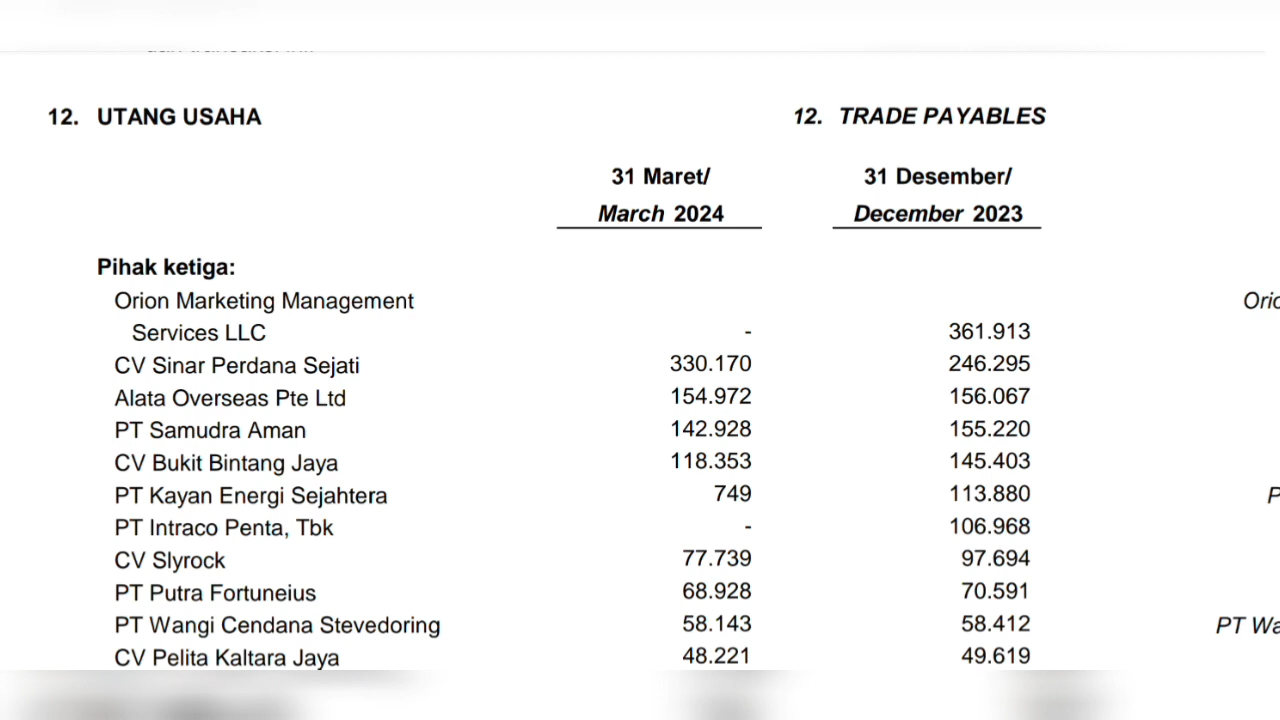 12. UTANG USAHA 12. TRADE PAYABLES
31 Maret/ 31 Desember/
March 2024 December 2023
Pihak ketiga:
Orion Marketing Management
Services LLC - 361.913
CV Sinar Perdana Sejati 330.170 246.295
Alata Overseas Pte Ltd 154.972 156.067
PT Samudra Aman 142.928 155.220
CV Bukit Bintang Jaya 118.353 145.403
PT Kayan Energi Sejahtera 749 113.880 P
PT Intraco Penta, Tbk - 106.968
CV Slyrock 77.739 97.694
PT Putra Fortuneius 68.928 70.591
PT Wangi Cendana Stevedoring 58.143 58.412 PT
CV Pelita Kaltara Jaya 48.221 49.619